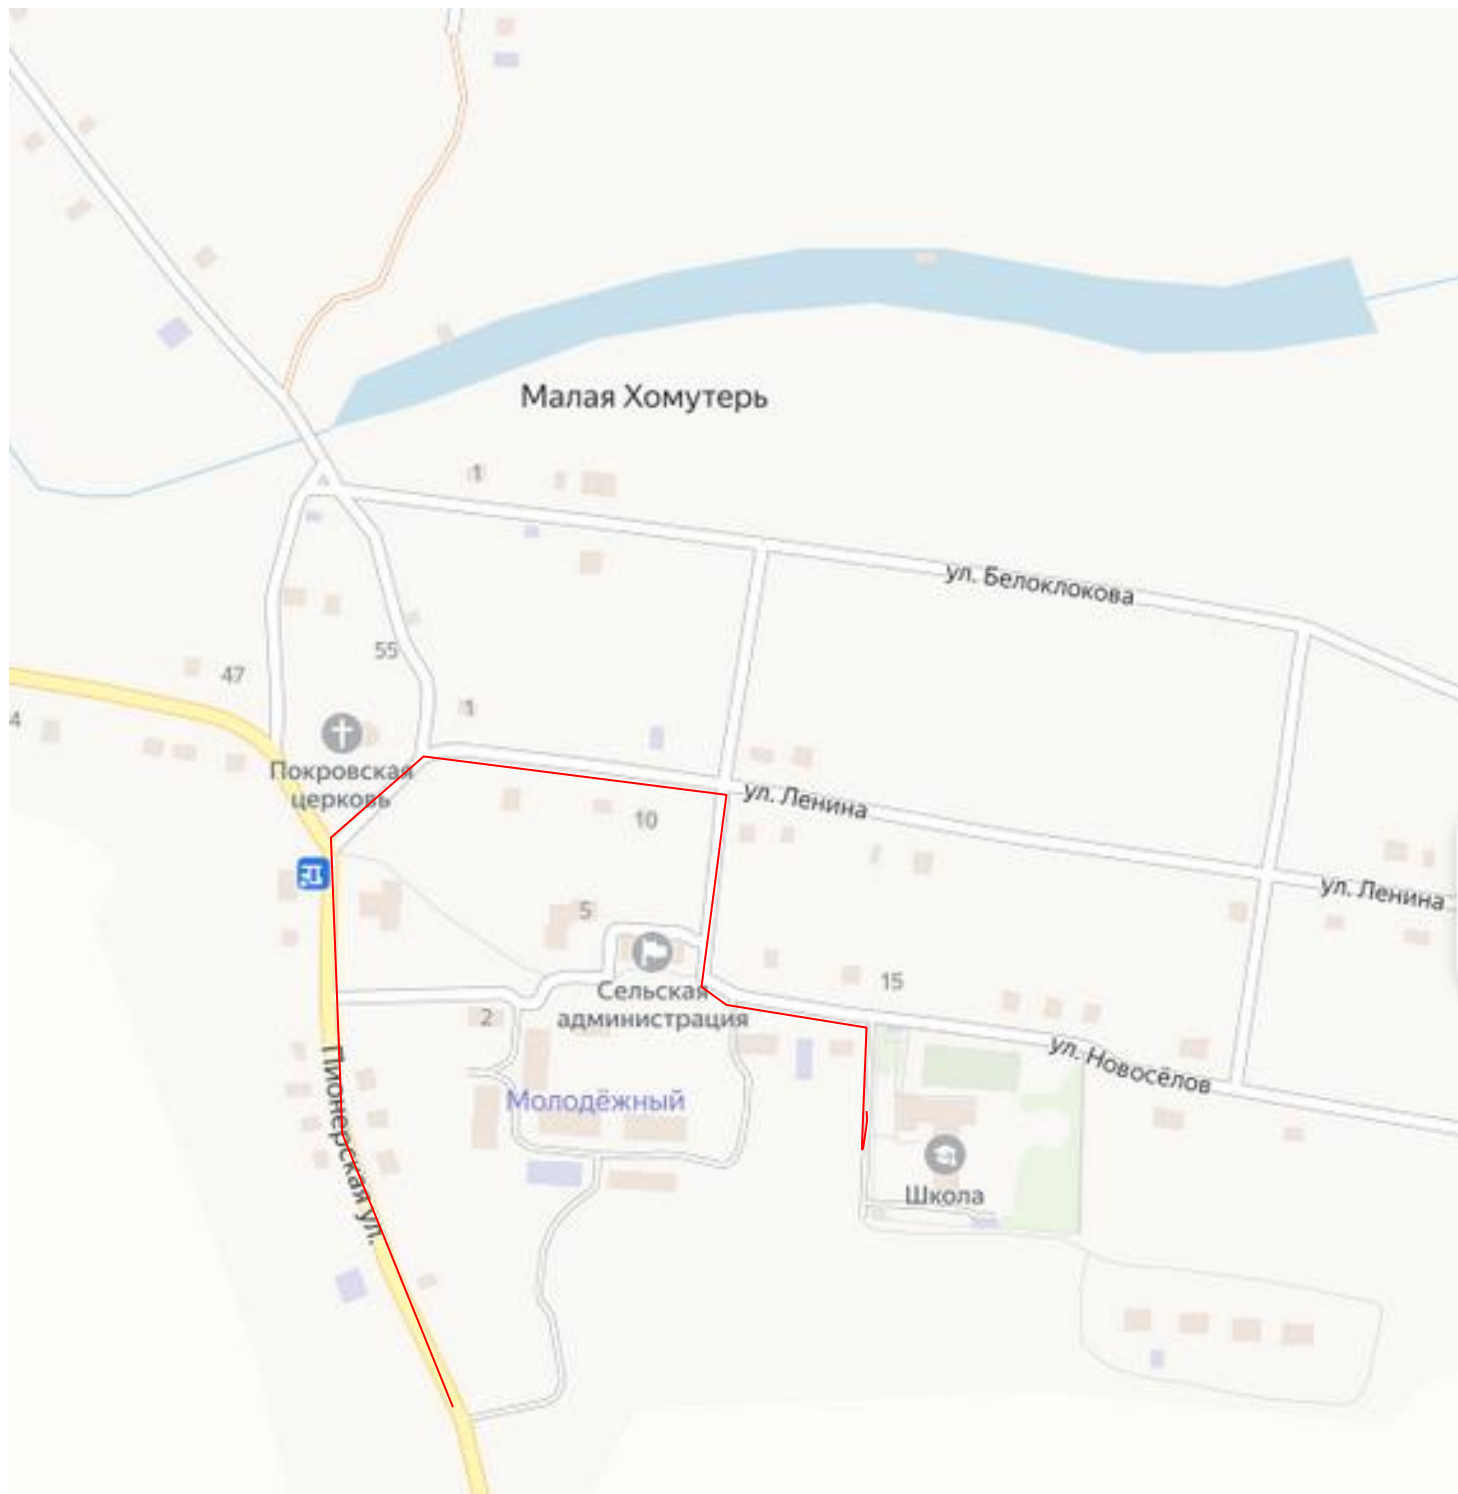 Малая Хомутерь
1
ул. Белоклокова
55
47
1
4
Покровская
церковь
ул. Ленина
10
ул. Ленина
5
15
Сельская
администрация
2
ул. Новосёлов
Пионерская ул.
Молодёжный
Школа